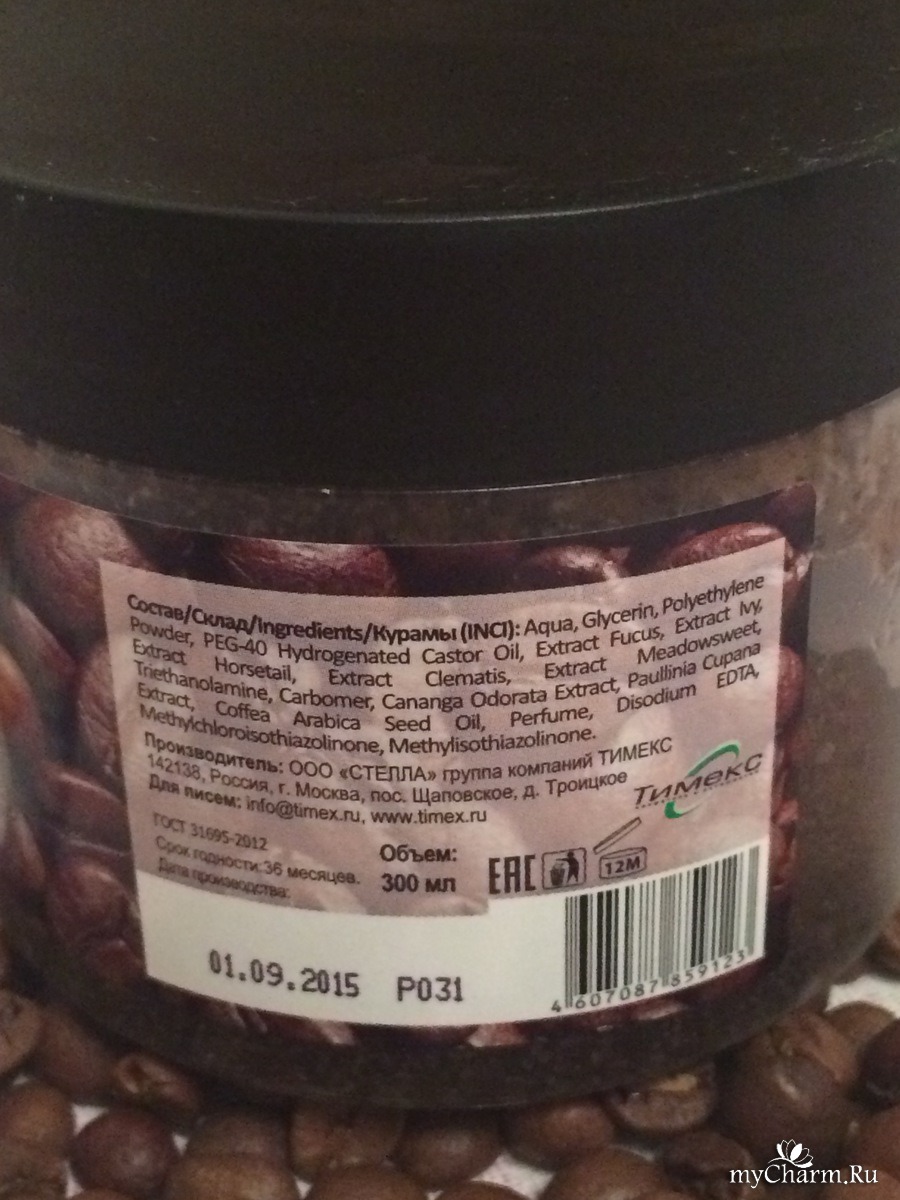 Состав/Склад/Ingredients/Курамы (INCI): Aqua, Glycerin, Polyethylene
Powder, PEG-40 Hydrogenated Castor Oil, Extract Fucus, Extract Ivy,
Extract Horsetail, Extract Clematis, Extract Meadowsweet,
Triethanolamine, Carbomer, Cananga Odorata Extract, Paullinia Cupana
Extract, Coffea Arabica Seed Oil, Perfume, Disodium EDTA,
Methylchloroisothiazolinone, Methylisothiazolinone.
Производитель: ООО «СТЕЛЛА» группа компаний ТИМЕКС
142138, Россия, г. Москва, пос. Щаповское, д. Троицкое
Для писем: info@timex.ru, www.timex.ru
Тимекс
ГОСТ 31695-2012
Срок годности:36 месяцев.
Дата производства:
Объем:
300 мл
EAC
12М
01.09.2015 P031
4 607087 859123
myCharm.Ru